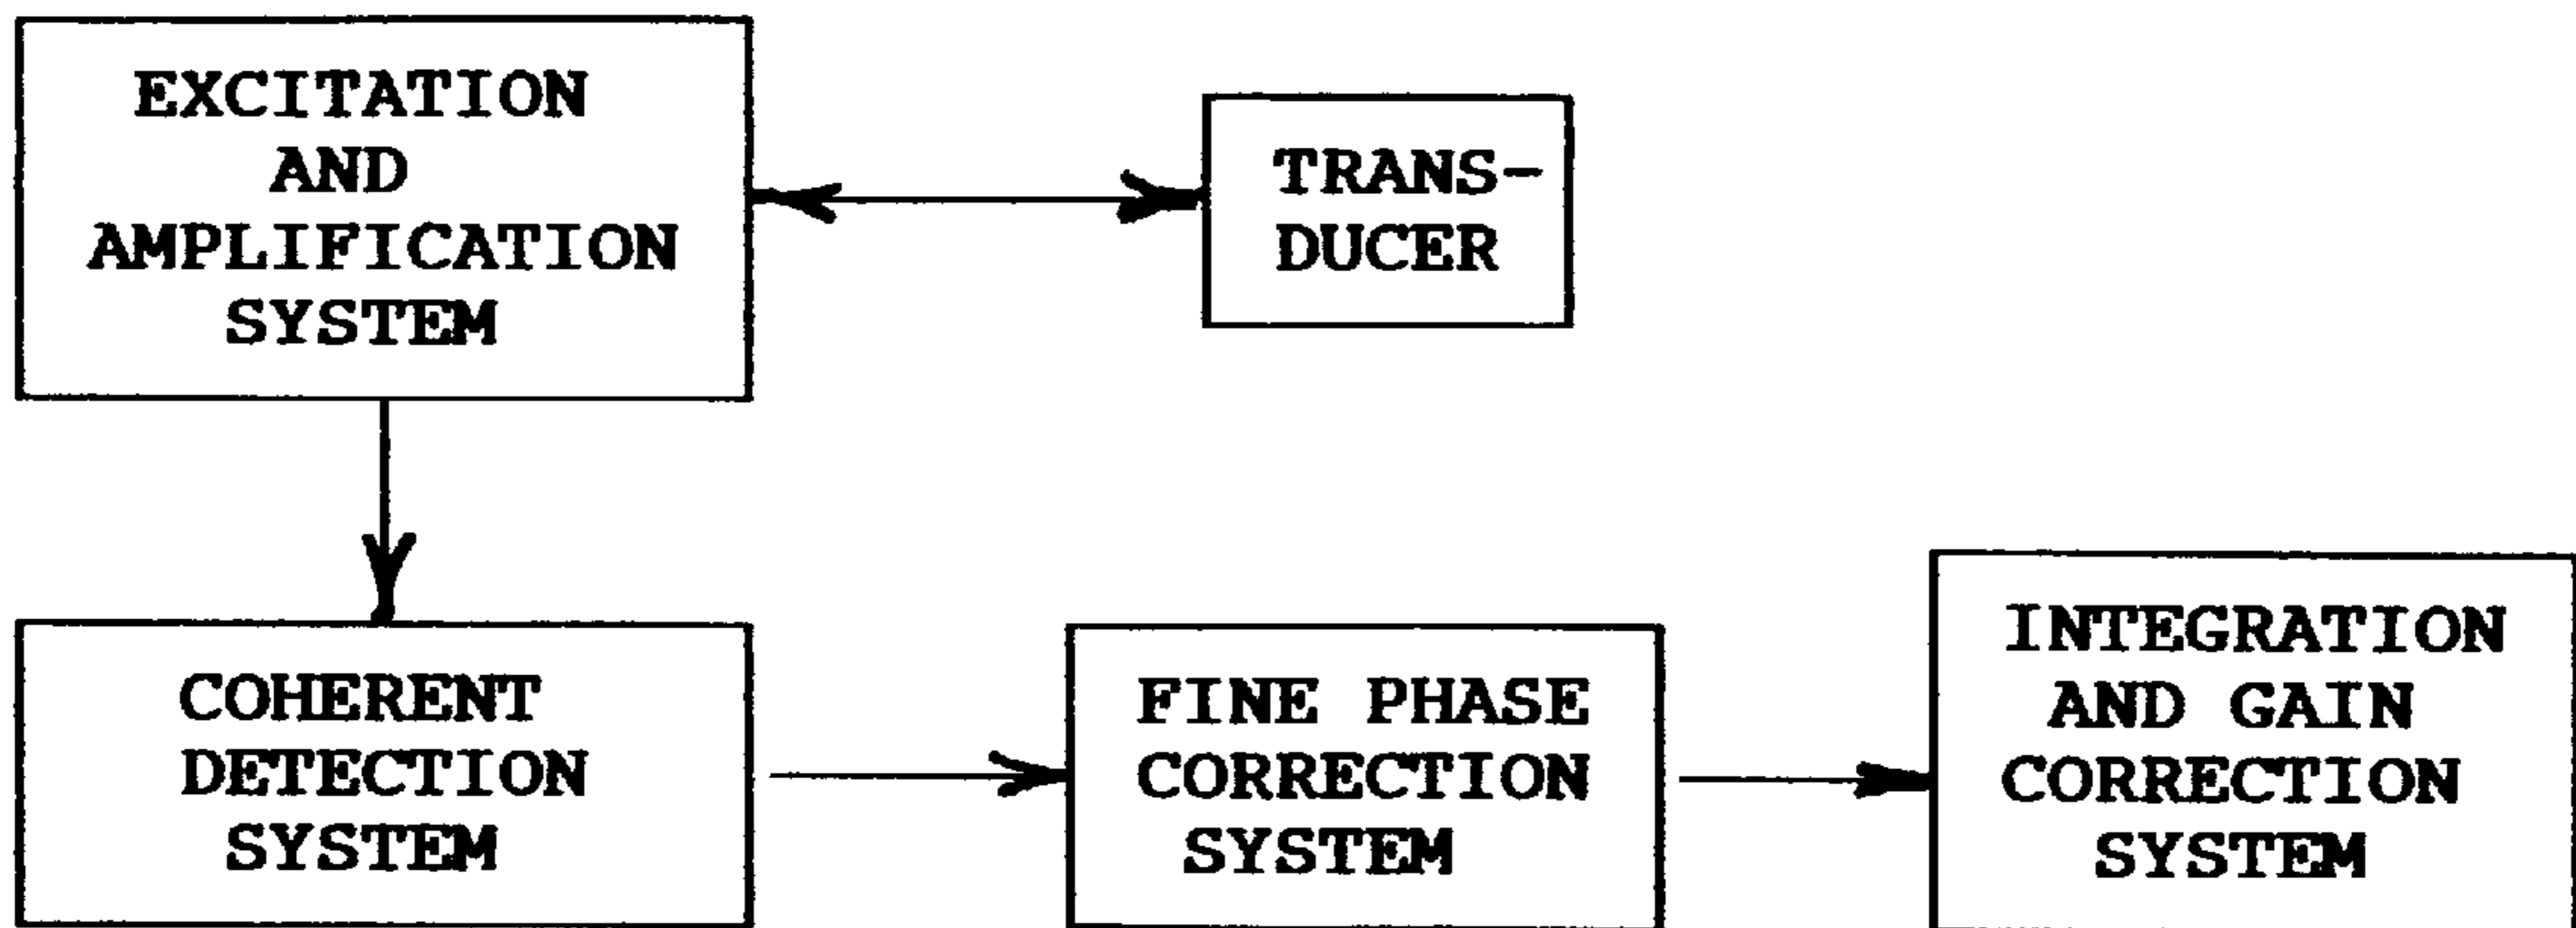 EXCITATION
AND
AMPLIFICATION
SYSTEM
TRANS-
DUCER
COHERENT
DETECTION
SYSTEM
FINE PHASE
CORRECTION
SYSTEM
INTEGRATION
AND GAIN
CORRECTION
SYSTEM